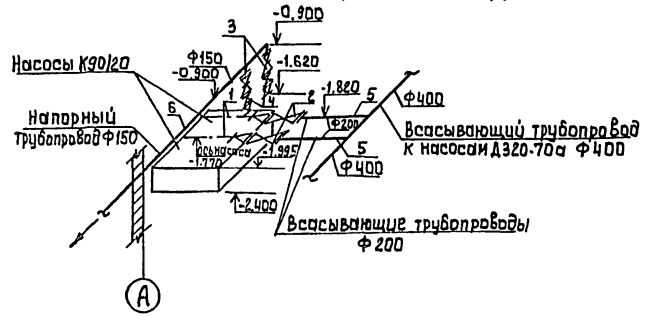 -0,900
3
Ф150
Насосы К90/20
-0,900
-1.620
-1,820
6
1
4
2
5
Ф400
Напорный
трубопровод Ф150
Ф200
Всасывающий трубопровод
к насосам Д320-70а Ф400
ось насоса
-1.770
-1.995
5
Ф400
-2.400
Всасывающие трубопроводы
Ф200
А